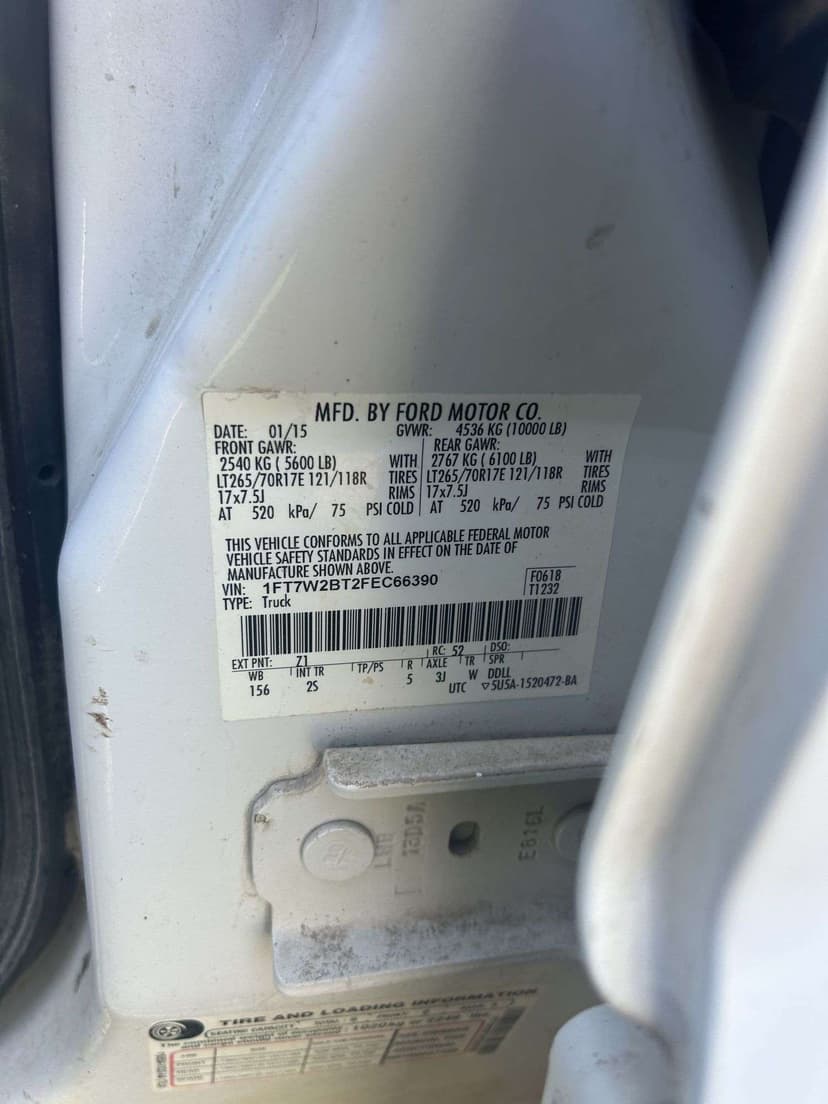 MFD. BY FORD MOTOR CO.
DATE: 01/15 GVWR: 4536 KG (10000 LB)
FRONT GAWR: REAR GAWR:
2540 KG ( 5600 LB) WITH 2767 KG ( 6100 LB) WITH
LT265/70R17E 121/118R TIRES LT265/70R17E 121/118R TIRES
17x7.5J RIMS 17x7.5J RIMS
AT 520 kPa/ 75 PSI COLD AT 520 kPa/ 75 PSI COLD
THIS VEHICLE CONFORMS TO ALL APPLICABLE FEDERAL MOTOR
VEHICLE SAFETY STANDARDS IN EFFECT ON THE DATE OF
MANUFACTURE SHOWN ABOVE.
VIN: 1FT7W2BT2FEC66390 F0618
TYPE: Truck T1232
EXT PNT: Z1 RC: 52 DSO:
WB INT TR TP/PS R AXLE TR SPR
156 2S 5 3J W DDLL
UTC ▽5U5A-1520472-BA
E816L
TIRE AND LOADING INFORMATION
SEATING CAPACITY